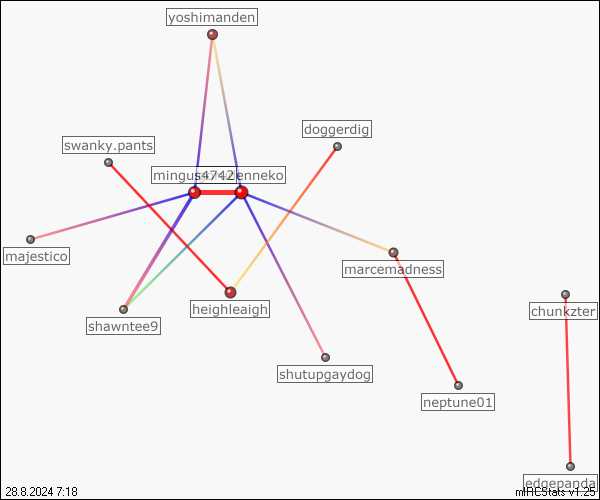 yoshimanden
doggerdig
swanky.pants
mingus4742
majestico
marcemadness
heighleaigh
chunkzter
shawntee9
shutupgaydog
neptune01
edgepanda
28.8.2024 7:18
mIRCStats v1.25